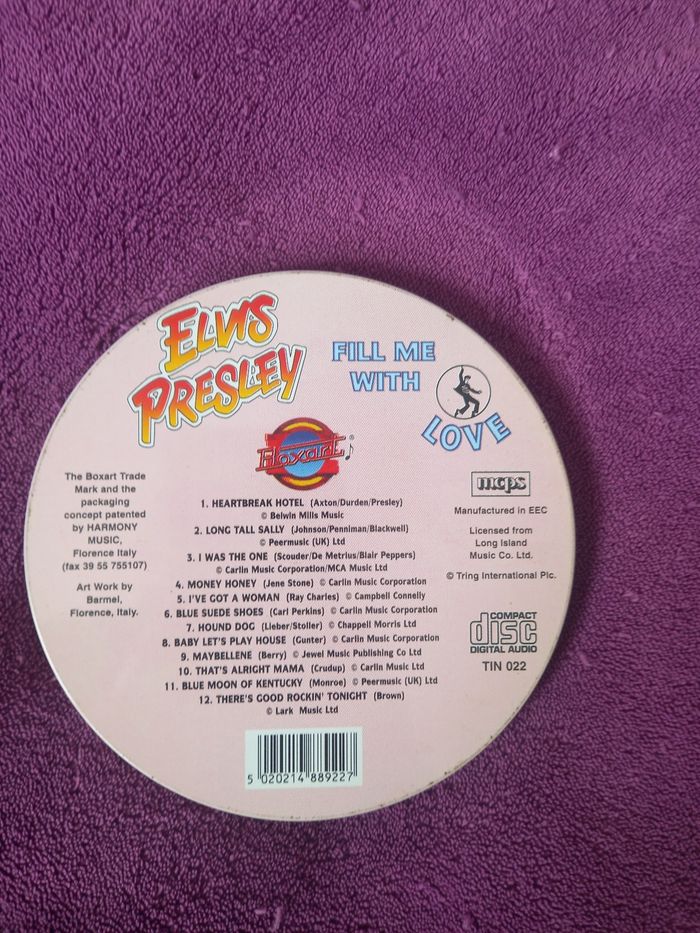 ELVIS
PRESLEY
FILL ME
WITH
LOVE
Boxart ®
The Boxart Trade
Mark and the
packaging
concept patented
by HARMONY
MUSIC,
Florence Italy
(fax 39 55 755107)
Art Work by
Barmel,
Florence, Italy.
1. HEARTBREAK HOTEL (Axton/Durden/Presley)
© Belwin Mills Music
2. LONG TALL SALLY (Johnson/Penniman/Blackwell)
© Peermusic (UK) Ltd
3. I WAS THE ONE (Scouder/De Metrius/Blair Peppers)
© Carlin Music Corporation/MCA Music Ltd
4. MONEY HONEY (Jene Stone) © Carlin Music Corporation
5. I'VE GOT A WOMAN (Ray Charles) © Campbell Connelly
6. BLUE SUEDE SHOES (Carl Perkins) © Carlin Music Corporation
7. HOUND DOG (Lieber/Stoller) © Chappell Morris Ltd
8. BABY LET'S PLAY HOUSE (Gunter) © Carlin Music Corporation
9. MAYBELLENE (Berry) © Jewel Music Publishing Co Ltd
10. THAT'S ALRIGHT MAMA (Crudup) © Carlin Music Ltd
11. BLUE MOON OF KENTUCKY (Monroe) © Peermusic (UK) Ltd
12. THERE'S GOOD ROCKIN' TONIGHT (Brown)
© Lark Music Ltd
mcps
Manufactured in EEC
Licensed from
Long Island
Music Co. Ltd.
© Tring International Plc.
COMPACT
disc
DIGITAL AUDIO
TIN 022
5 020214 889227